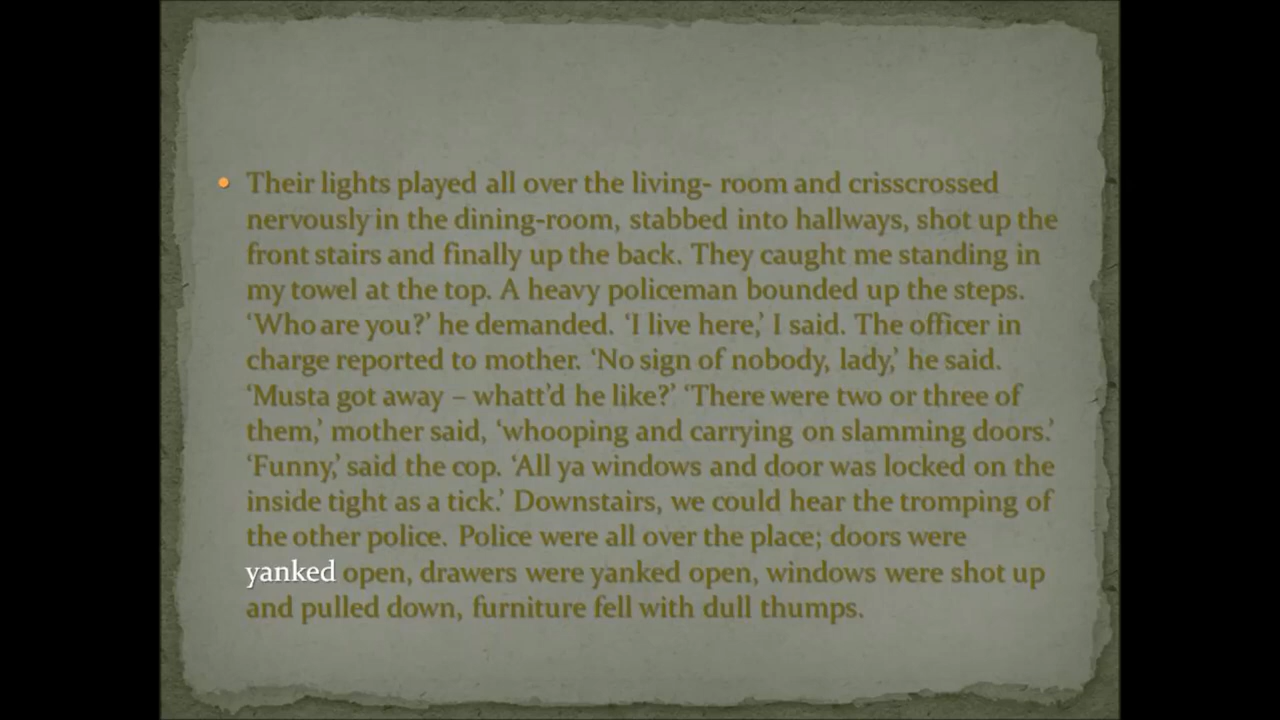 • Their lights played all over the living- room and crisscrossed
nervously in the dining-room, stabbed into hallways, shot up the
front stairs and finally up the back. They caught me standing in
my towel at the top. A heavy policeman bounded up the steps.
‘Who are you?’ he demanded. ‘I live here,’ I said. The officer in
charge reported to mother. ‘No sign of nobody, lady,’ he said.
‘Musta got away – whatt’d he like?’ ‘There were two or three of
them,’ mother said, ‘whooping and carrying on slamming doors.’
‘Funny,’ said the cop. ‘All ya windows and door was locked on the
inside tight as a tick.’ Downstairs, we could hear the tromping of
the other police. Police were all over the place; doors were
yanked open, drawers were yanked open, windows were shot up
and pulled down, furniture fell with dull thumps.